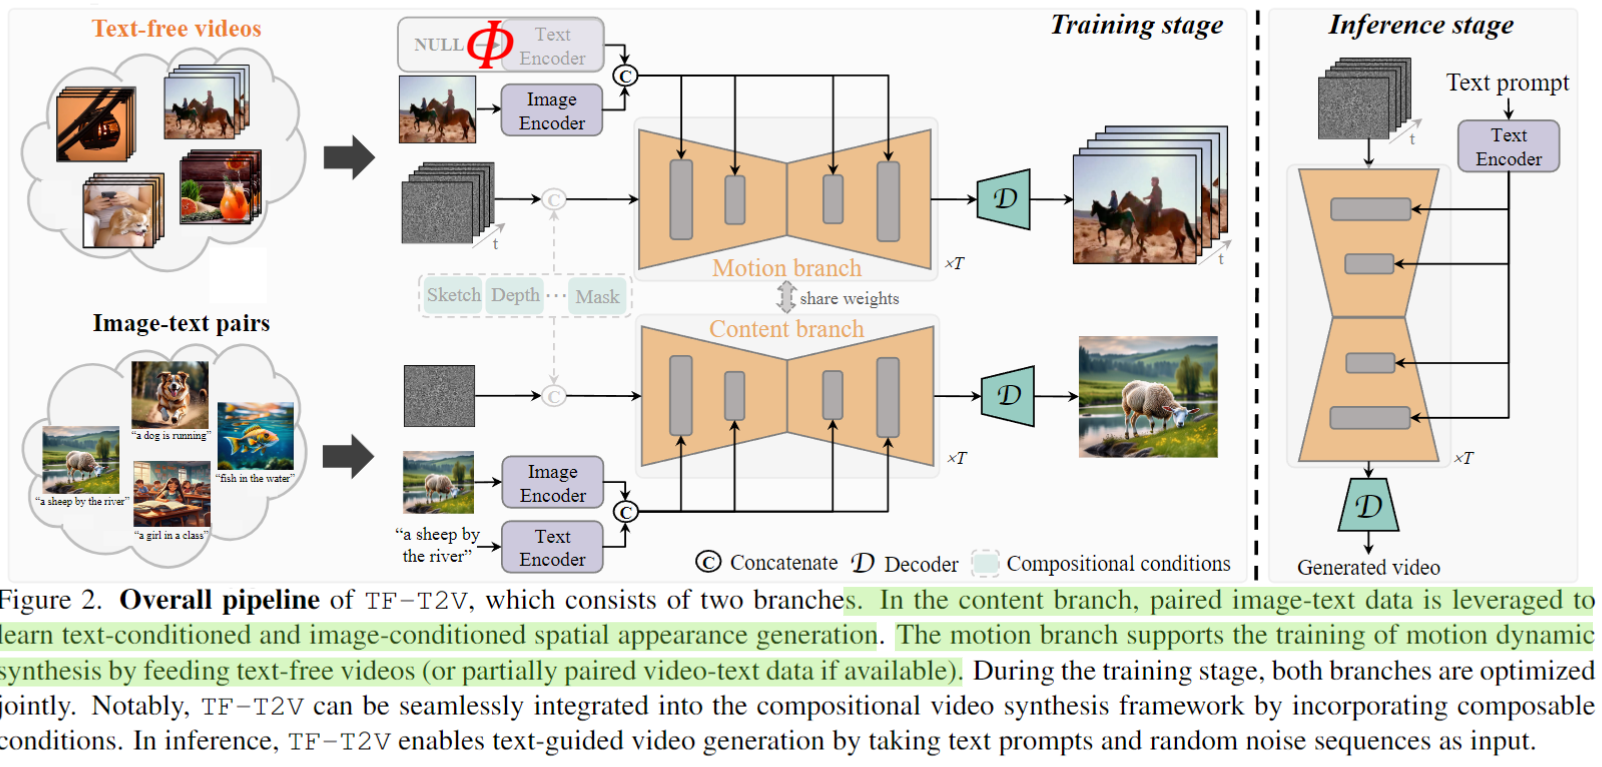 Text-free videos
NULL
Φ
Text
Encoder
Training stage
Inference stage
C
Image
Encoder
Text prompt
t
Text
Encoder
C
D
t
t
Motion branch
×T
Sketch
Depth
···
Mask
share weights
Image-text pairs
Content branch
C
D
"a dog is running"
"fish in the water"
"a sheep by the river"
"a girl in a class"
×T
×T
Image
Encoder
C
"a sheep by
the river"
Text
Encoder
D
C Concatenate
D Decoder
Compositional conditions
Generated video
Figure 2. Overall pipeline of TF-T2V, which consists of two branches. In the content branch, paired image-text data is leveraged to
learn text-conditioned and image-conditioned spatial appearance generation. The motion branch supports the training of motion dynamic
synthesis by feeding text-free videos (or partially paired video-text data if available). During the training stage, both branches are optimized
jointly. Notably, TF-T2V can be seamlessly integrated into the compositional video synthesis framework by incorporating composable
conditions. In inference, TF-T2V enables text-guided video generation by taking text prompts and random noise sequences as input.